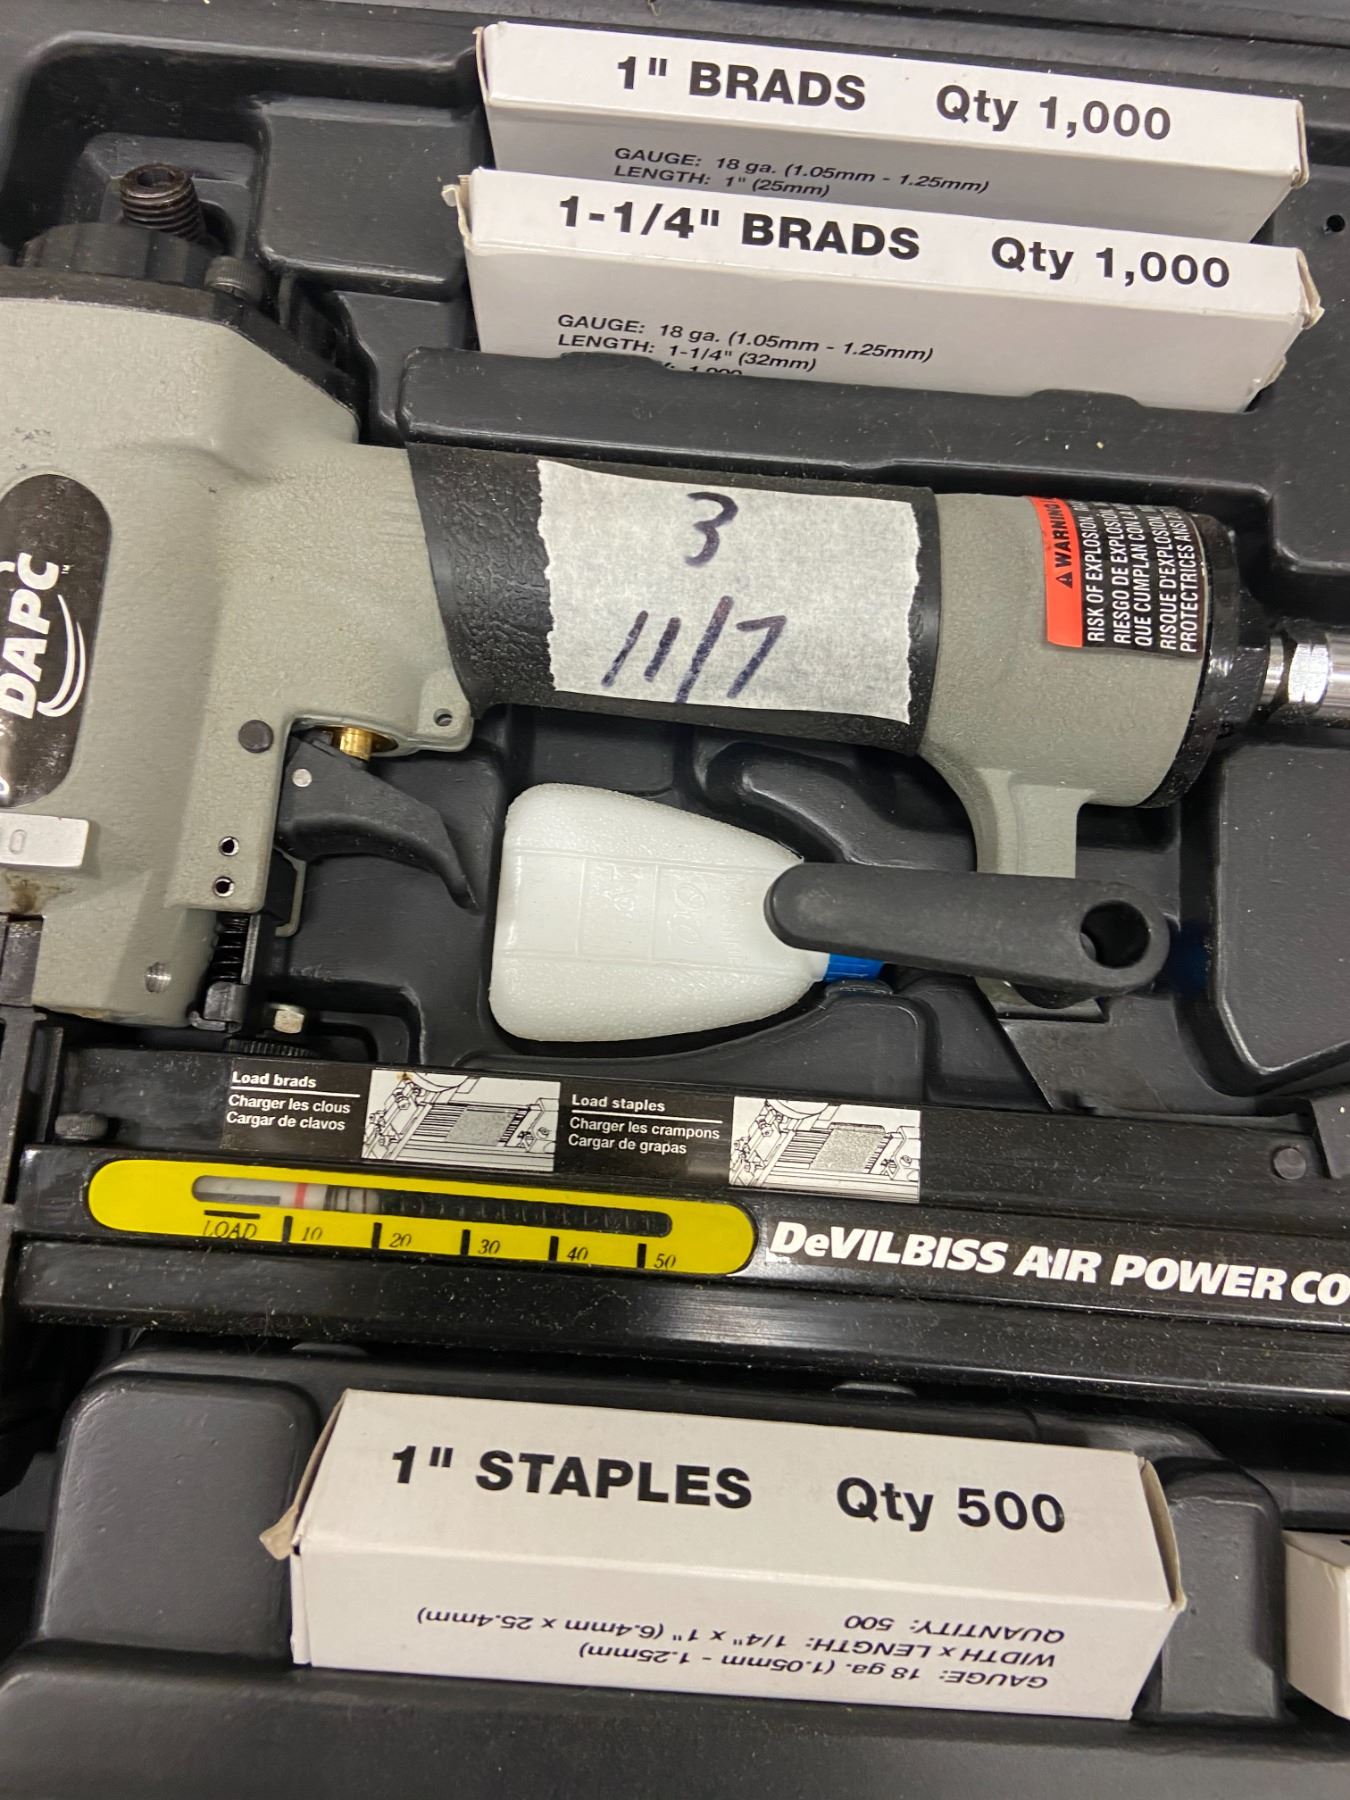 1" BRADS Qty 1,000
GAUGE: 18 ga. (1.05mm - 1.25mm)
LENGTH: 1" (25mm)
1-1/4" BRADS Qty 1,000
GAUGE: 18 ga. (1.05mm - 1.25mm)
LENGTH: 1-1/4" (32mm)
1,000
3
11/7
WARNING
RISK OF EXPLOSION.
RIESGO DE EXPLOSION.
QUE CUMPLAN CON LA
RISQUE D'EXPLOSION
PROTECTRICES ANSI
DAPC
Load brads
Charger les clous
Cargar de clavos
Load staples
Charger les crampons
Cargar de grapas
LOAD 10 20 30 40 50
DeVILBISS AIR POWER CO
1" STAPLES Qty 500
GAUGE: 18 ga. (1.05mm - 1.25mm)
WIDTH x LENGTH: 1/4" x 1" (6.4mm x 25.4mm)
QUANTITY: 500